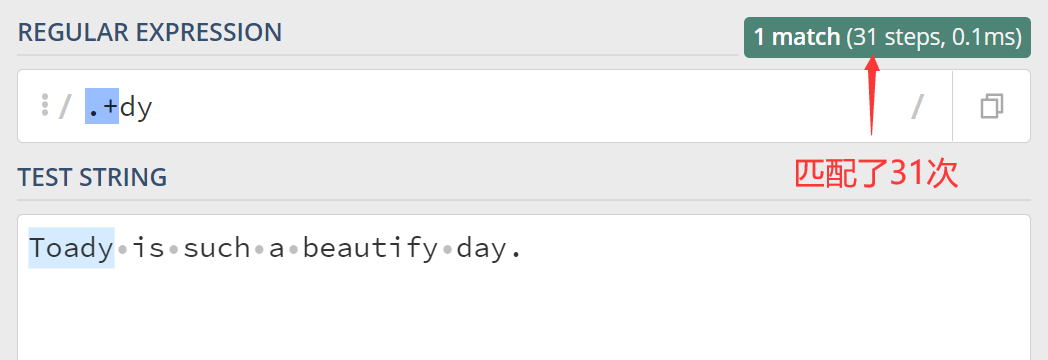 REGULAR EXPRESSION
1 match (31 steps, 0.1ms)
/ .+dy /
匹配了31次
TEST STRING
Toady·is·such·a·beautify·day.